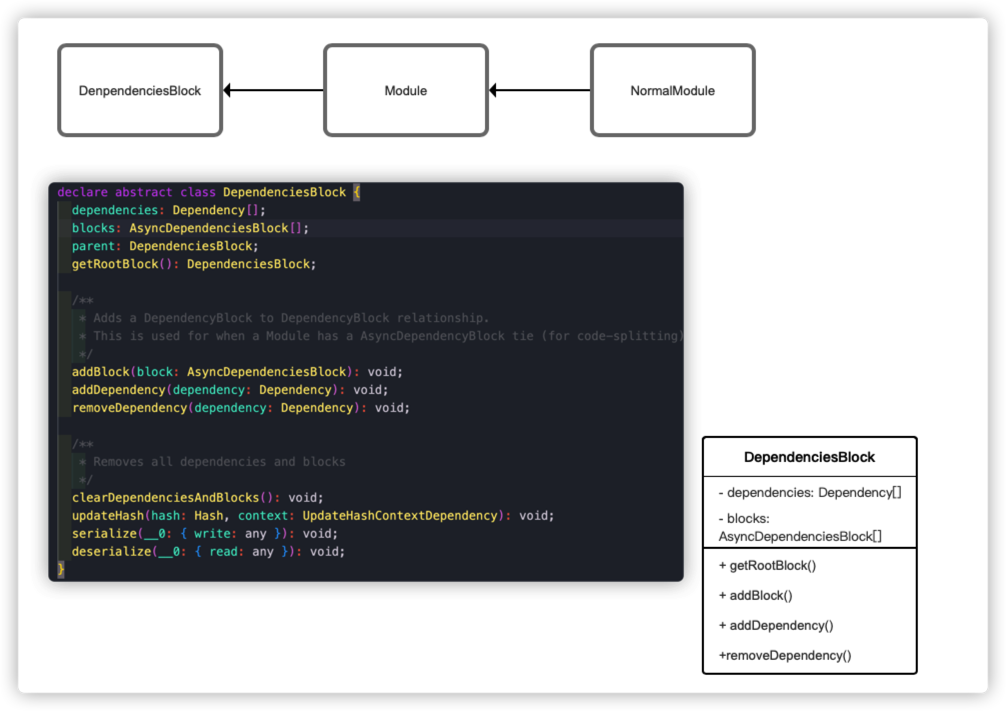 DenpendenciesBlock
Module
NormalModule
declare abstract class DependenciesBlock {
dependencies: Dependency[];
blocks: AsyncDependenciesBlock[];
parent: DependenciesBlock;
getRootBlock(): DependenciesBlock;
/**
* Adds a DependencyBlock to DependencyBlock relationship.
* This is used for when a Module has a AsyncDependencyBlock tie (for code-splitting)
*/
addBlock(block: AsyncDependenciesBlock): void;
addDependency(dependency: Dependency): void;
removeDependency(dependency: Dependency): void;
/**
* Removes all dependencies and blocks
*/
clearDependenciesAndBlocks(): void;
updateHash(hash: Hash, context: UpdateHashContextDependency): void;
serialize(__0: { write: any }): void;
deserialize(__0: { read: any }): void;
}
DependenciesBlock
- dependencies: Dependency[]
- blocks:
AsyncDependenciesBlock[]
+ getRootBlock()
+ addBlock()
+ addDependency()
+removeDependency()